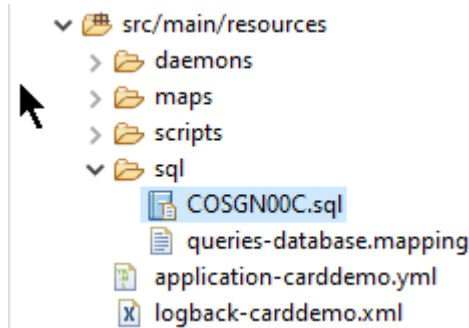 src/main/resources
daemons
maps
scripts
sql
COSGN00C.sql
queries-database.mapping
application-carddemo.yml
logback-carddemo.xml